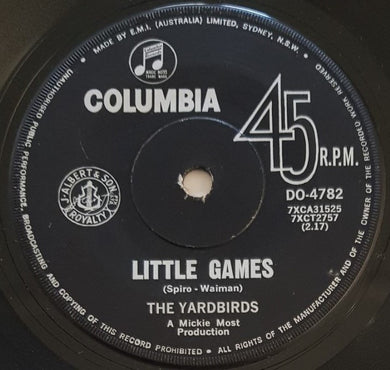 MADE BY E.M.I. (AUSTRALIA) LIMITED, SYDNEY, N.S.W.
ALL RIGHTS OF THE MANUFACTURER AND OF THE OWNER OF THE RECORDED WORK RESERVED
UNAUTHORISED PUBLIC PERFORMANCE, BROADCASTING AND COPYING OF THIS RECORD PROHIBITED
MAGIC NOTES
TRADE MARK
COLUMBIA
45
R.P.M.
DO-4782
7XCA31525
7XCT2757
(2.17)
J. ALBERT & SON
ROYALTY
LITTLE GAMES
(Spiro - Waiman)
THE YARDBIRDS
A Mickie Most
Production